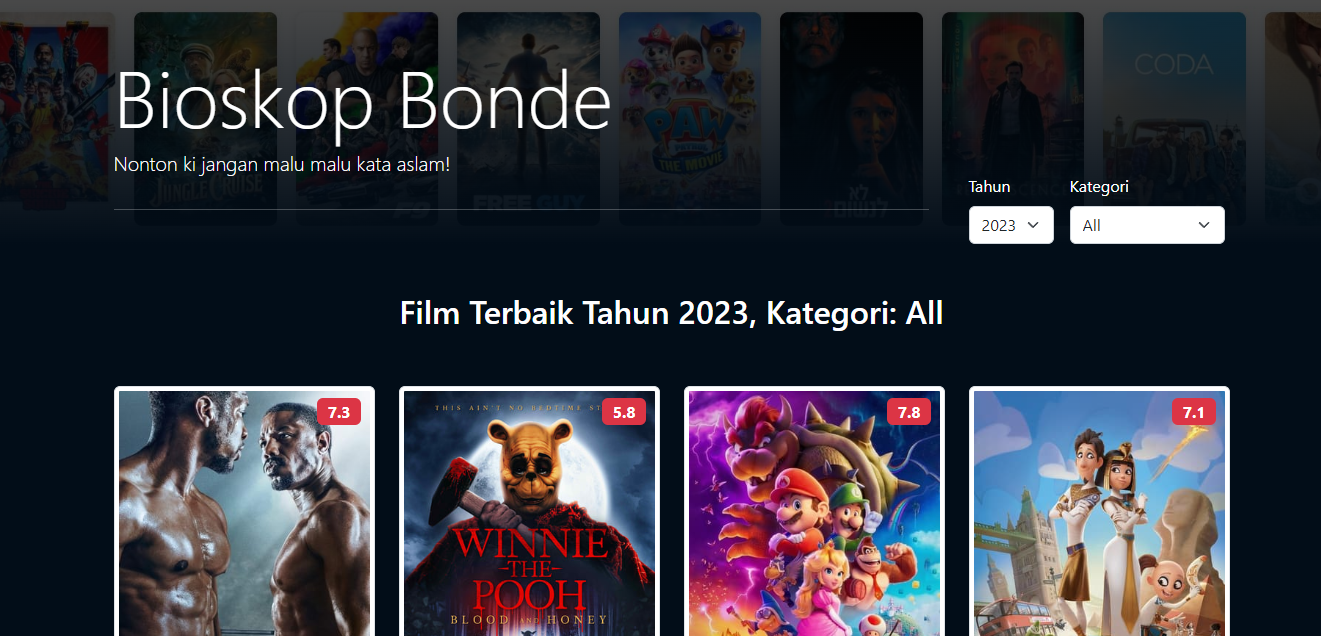 CODA
Bioskop Bonde
PAW
PATROL
THE MOVIE
Nonton ki jangan malu malu kata aslam!
JUNGLE CRUISE
FREE GUY
לא
לנשום
Tahun
Kategori
2023
All
Film Terbaik Tahun 2023, Kategori: All
7.3
THIS AIN'T NO BEDTIME ST
5.8
7.8
7.1
WINNIE
-THE-
POOH
BLOOD AND HONEY